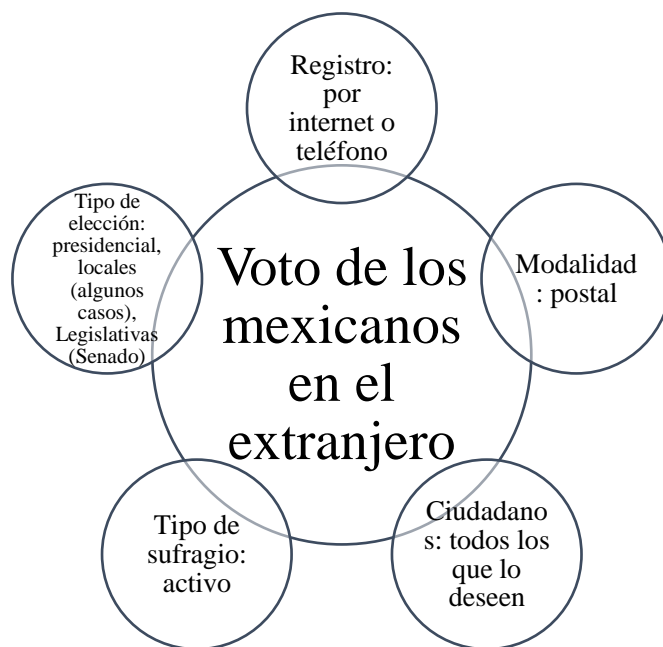 Registro:
por
internet o
teléfono
Tipo de
elección:
presidencial,
locales
(algunos
casos),
Legislativas
(Senado)
Voto de los
mexicanos
en el
extranjero
Modalidad
: postal
Tipo de
sufragio:
activo
Ciudadano
s: todos los
que lo
deseen